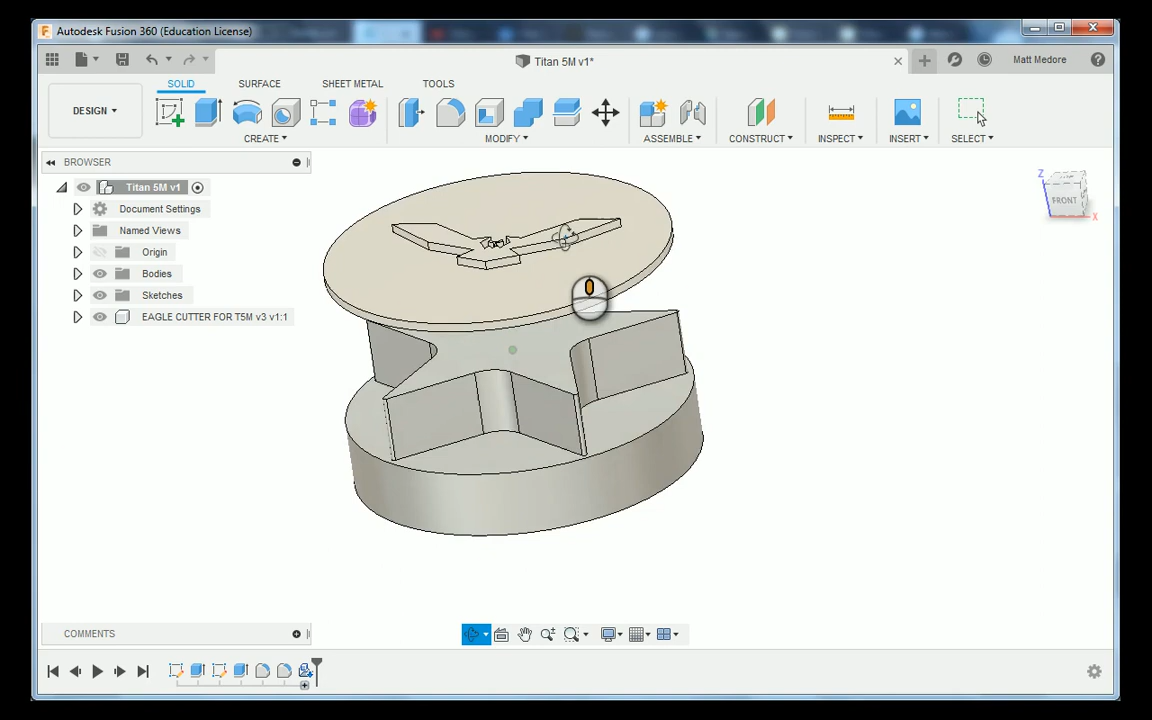 Autodesk Fusion 360 (Education License)
Titan 5M v1*
Matt Medore
SOLID SURFACE SHEET METAL TOOLS
DESIGN
CREATE MODIFY ASSEMBLE CONSTRUCT INSPECT INSERT SELECT
BROWSER
Titan 5M v1
Document Settings
Named Views
Origin
Bodies
Sketches
EAGLE CUTTER FOR T5M v3 v1:1
Z
FRONT
X
COMMENTS